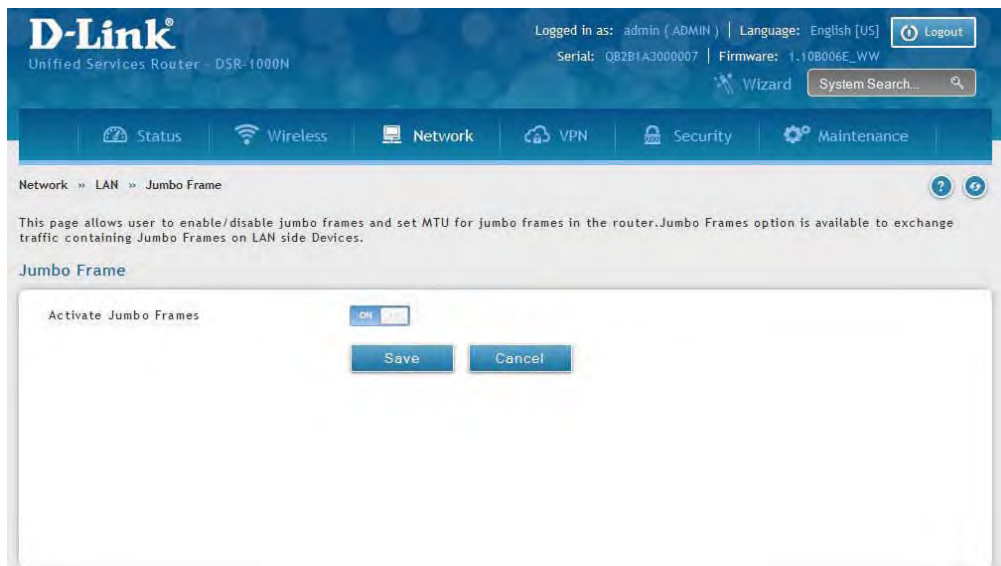 D-Link®
Unified Services Router - DSR-1000N
Logged in as: admin ( ADMIN ) | Language: English [US]
Logout
Serial: QB2B1A3000007 | Firmware: 1.10B006E_WW
Wizard
System Search...
Status
Wireless
Network
VPN
Security
Maintenance
Network » LAN » Jumbo Frame
?
This page allows user to enable/disable jumbo frames and set MTU for jumbo frames in the router.Jumbo Frames option is available to exchange
traffic containing Jumbo Frames on LAN side Devices.
Jumbo Frame
Activate Jumbo Frames
ON
Save
Cancel